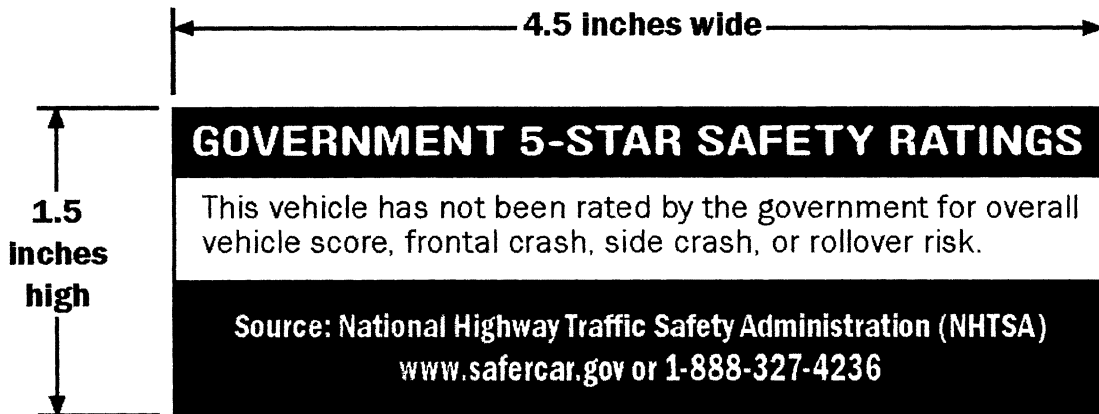 4.5 inches wide
1.5
inches
high
GOVERNMENT 5-STAR SAFETY RATINGS
This vehicle has not been rated by the government for overall
vehicle score, frontal crash, side crash, or rollover risk.
Source: National Highway Traffic Safety Administration (NHTSA)
www.safercar.gov or 1-888-327-4236